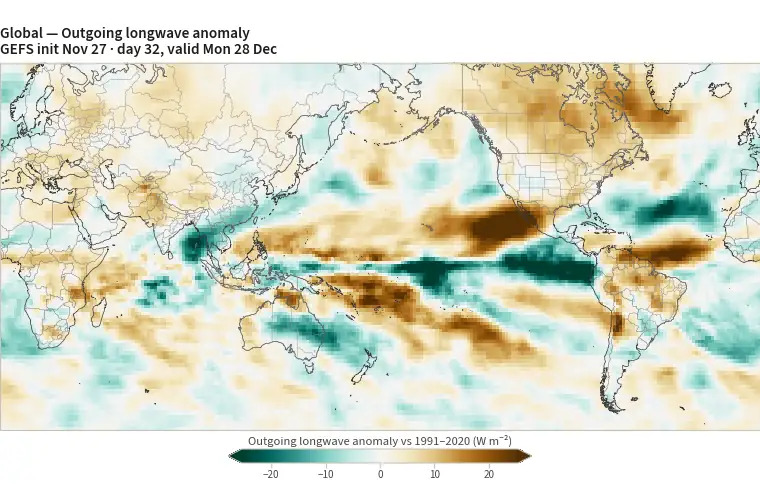 Global — Outgoing longwave anomaly
GEFS init Nov 27 · day 32, valid Mon 28 Dec
Outgoing longwave anomaly vs 1991–2020 (W m⁻²)
−20 −10 0 10 20